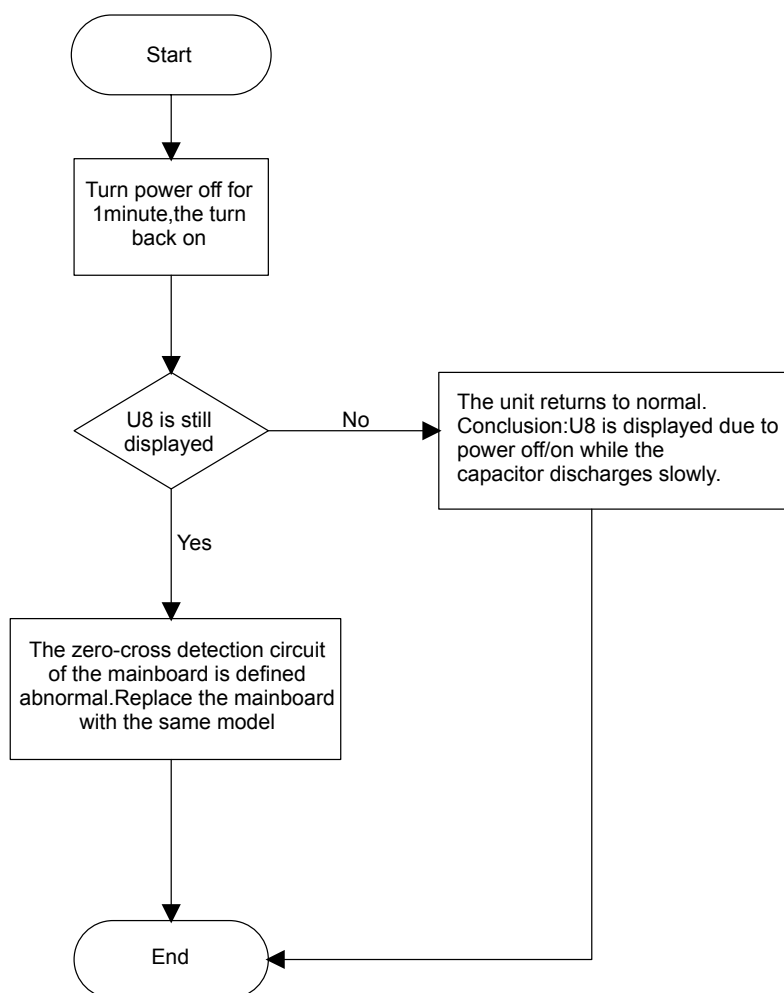 Start
Turn power off for
1minute,the turn
back on
U8 is still
displayed
No
The unit returns to normal.
Conclusion:U8 is displayed due to
power off/on while the
capacitor discharges slowly.
Yes
The zero-cross detection circuit
of the mainboard is defined
abnormal.Replace the mainboard
with the same model
End